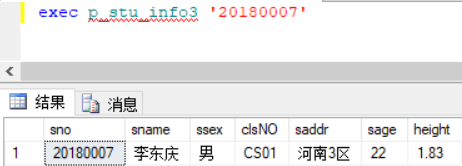 exec p_stu_info3 '20180007'
结果 消息
sno sname ssex clsNO saddr sage height
1 20180007 李东庆 男 CS01 河南3区 22 1.83